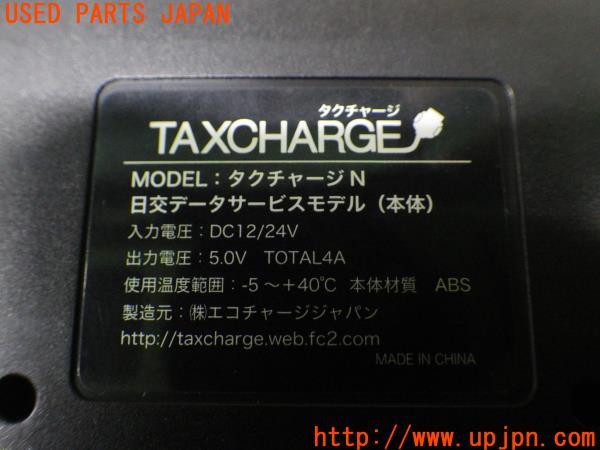 USED PARTS JAPAN
タクチャージ
TAXCHARGE
MODEL：タクチャージ N
日交データサービスモデル（本体）
入力電圧：DC12/24V
出力電圧：5.0V TOTAL4A
使用温度範囲：-5 ～+40℃ 本体材質 ABS
製造元：㈱エコチャージジャパン
http://taxcharge.web.fc2.com
MADE IN CHINA
http://www.upjpn.com